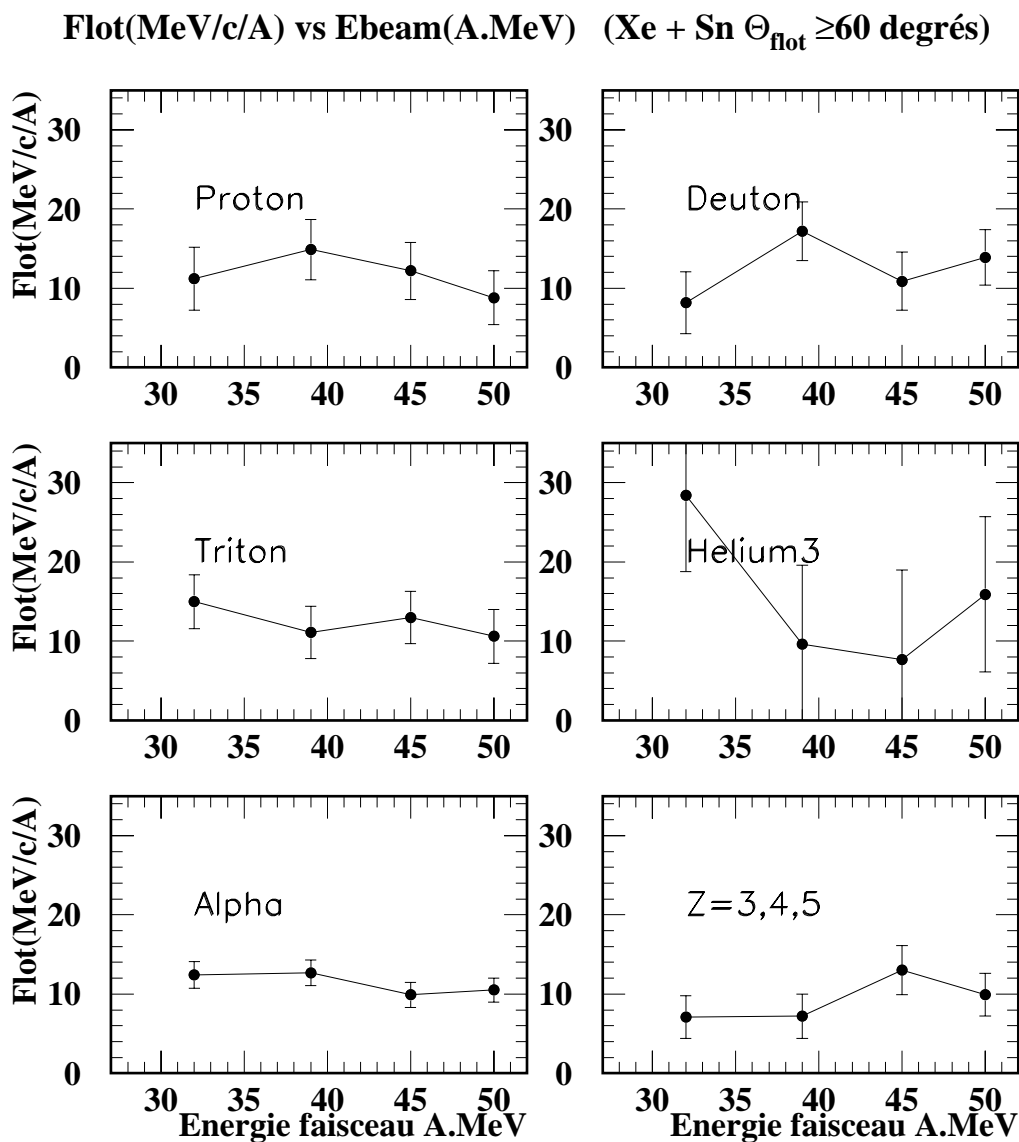 Flot(MeV/c/A) vs Ebeam(A.MeV) (Xe + Sn Θflot ≥60 degrés)
Flot(MeV/c/A)
30
20
10
0
Proton
30 35 40 45 50
30
20
10
0
Deuton
30 35 40 45 50
Flot(MeV/c/A)
30
20
10
0
Triton
30 35 40 45 50
30
20
10
0
Helium3
30 35 40 45 50
Flot(MeV/c/A)
30
20
10
0
Alpha
30 35 40 45 50
Energie faisceau A.MeV
30
20
10
0
Z=3,4,5
30 35 40 45 50
Energie faisceau A.MeV